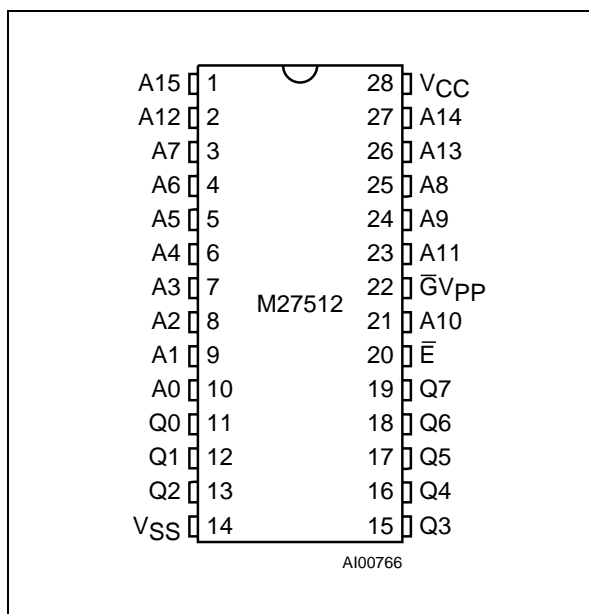 A15 1 28 VCC
A12 2 27 A14
A7 3 26 A13
A6 4 25 A8
A5 5 24 A9
A4 6 23 A11
A3 7 22 G̅VPP
M27512
A2 8 21 A10
A1 9 20 E̅
A0 10 19 Q7
Q0 11 18 Q6
Q1 12 17 Q5
Q2 13 16 Q4
VSS 14 15 Q3
AI00766